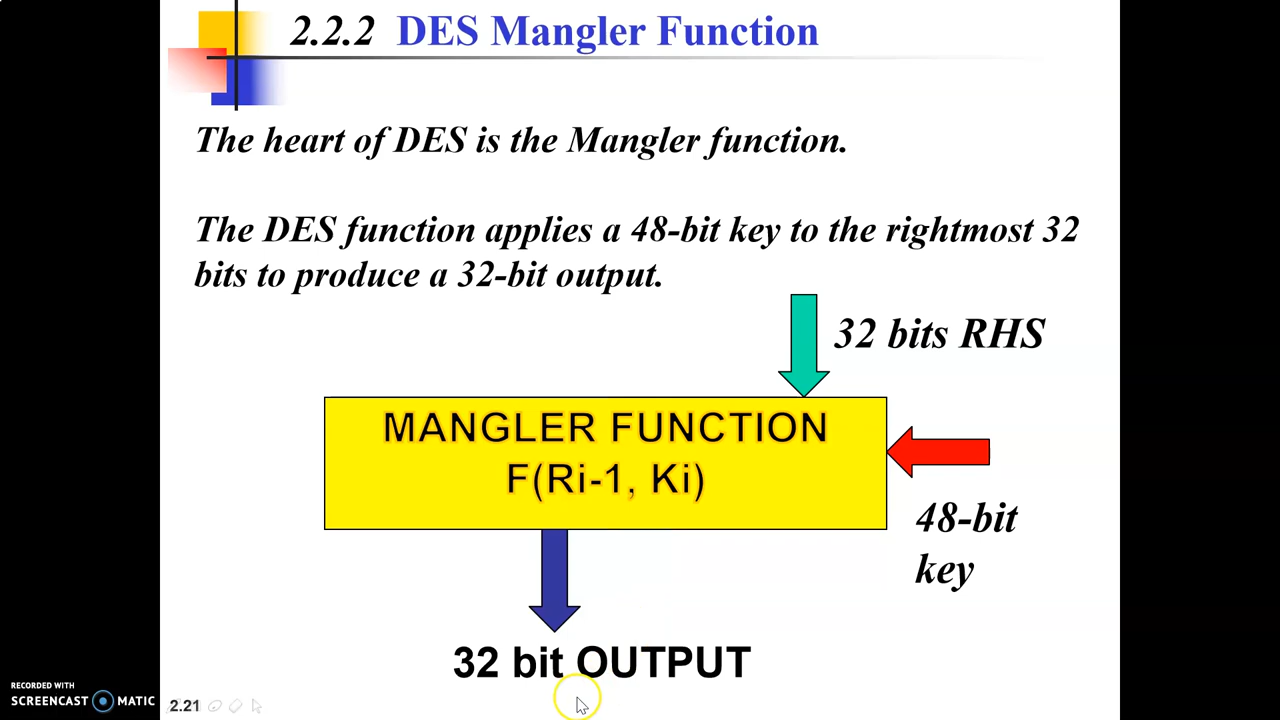 2.2.2 DES Mangler Function
The heart of DES is the Mangler function.
The DES function applies a 48-bit key to the rightmost 32
bits to produce a 32-bit output.
32 bits RHS
MANGLER FUNCTION
F(Ri-1, Ki)
48-bit
key
32 bit OUTPUT
RECORDED WITH
SCREENCAST MATIC
2.21